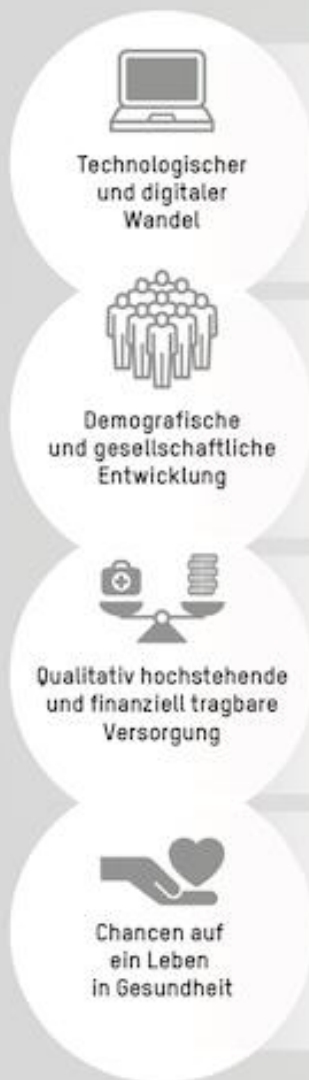 Technologischer
und digitaler
Wandel
Demografische
und gesellschaftliche
Entwicklung
Qualitativ hochstehende
und finanziell tragbare
Versorgung
Chancen auf
ein Leben
in Gesundheit